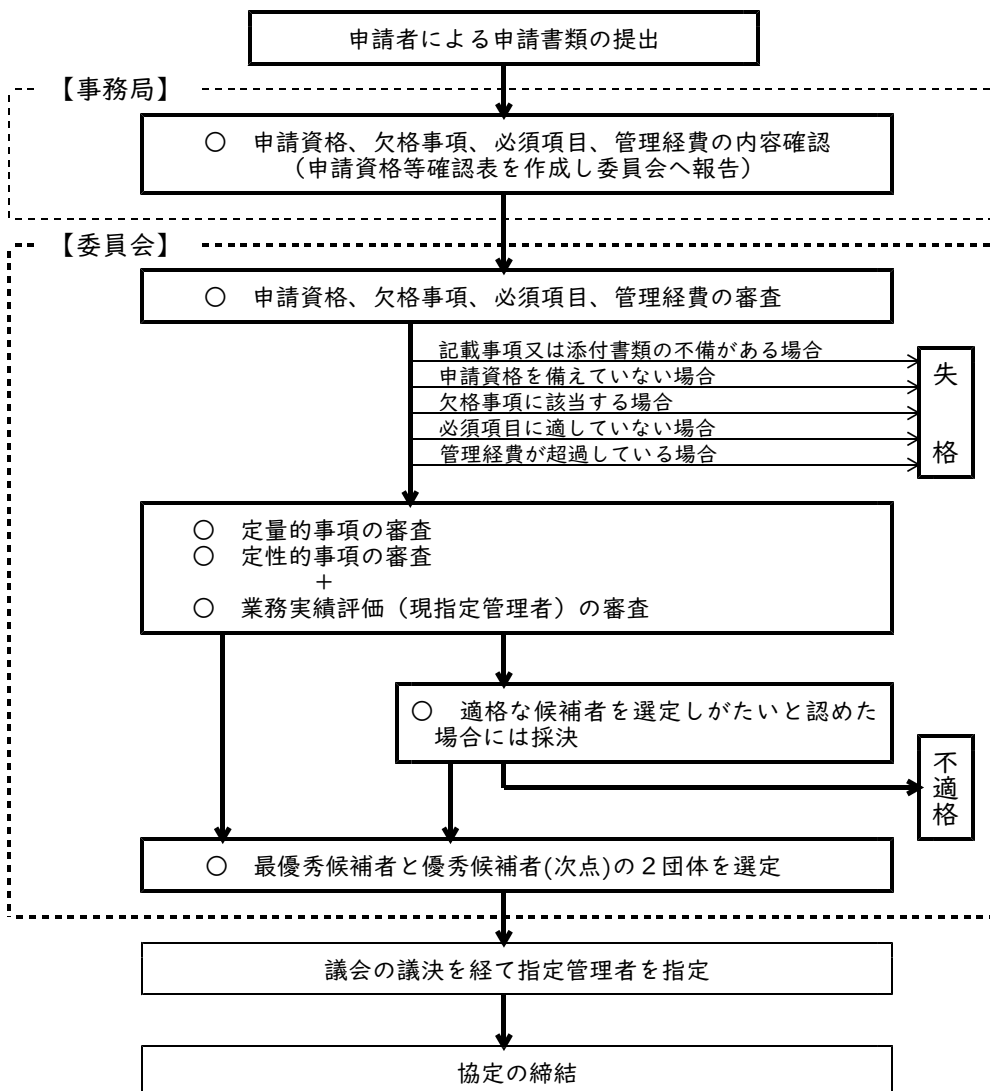 申請者による申請書類の提出
【事務局】
○ 申請資格、欠格事項、必須項目、管理経費の内容確認
（申請資格等確認表を作成し委員会へ報告）
【委員会】
○ 申請資格、欠格事項、必須項目、管理経費の審査
記載事項又は添付書類の不備がある場合
申請資格を備えていない場合
欠格事項に該当する場合
必須項目に適していない場合
管理経費が超過している場合
失格
○ 定量的事項の審査
○ 定性的事項の審査
＋
○ 業務実績評価（現指定管理者）の審査
○ 適格な候補者を選定しがたいと認めた
場合には採決
不適格
○ 最優秀候補者と優秀候補者(次点)の２団体を選定
議会の議決を経て指定管理者を指定
協定の締結